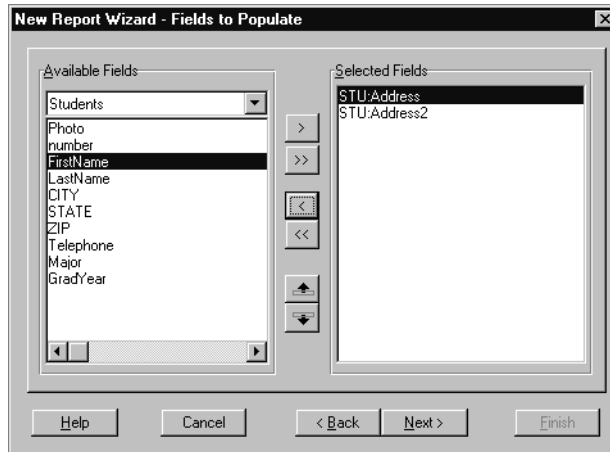 New Report Wizard - Fields to Populate
Available Fields
Students
Photo
number
FirstName
LastName
CITY
STATE
ZIP
Telephone
Major
GradYear
>
>>
<
<<
Selected Fields
STU:Address
STU:Address2
Help
Cancel
< Back
Next >
Finish